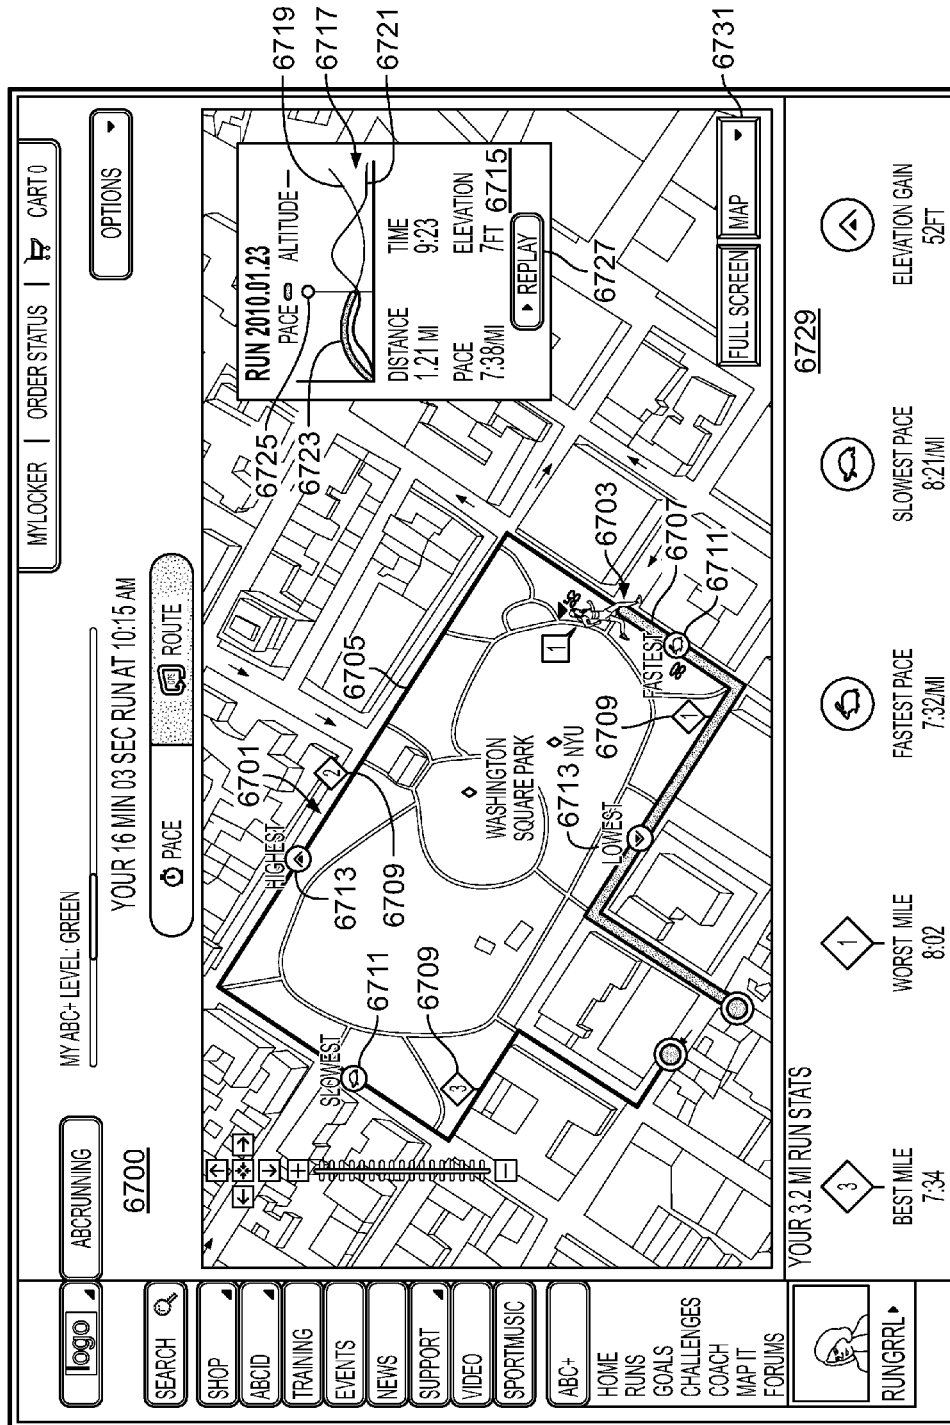 logo
ABCRUNNING
MY ABC+ LEVEL: GREEN
MYLOCKER | ORDER STATUS | CART 0
6700
YOUR 16 MIN 03 SEC RUN AT 10:15 AM
OPTIONS
PACE
GPS ROUTE
SEARCH
SHOP
ABCID
TRAINING
EVENTS
NEWS
SUPPORT
VIDEO
SPORTMUSIC
ABC+
HOME
RUNS
GOALS
CHALLENGES
COACH
MAP IT
FORUMS
RUNGRRL
SLOWEST
6711
3
6709
HIGHEST
6713
6701
2
6709
6705
WASHINGTON
SQUARE PARK
NYU
6713
LOWEST
6709
1
1
FASTEST
6703
6707
6711
RUN 2010.01.23
PACE
ALTITUDE
6725
6723
6719
6717
6721
DISTANCE
1.21 MI
TIME
9:23
PACE
7:38/MI
ELEVATION
7FT
6715
REPLAY
6727
FULL SCREEN
MAP
6731
YOUR 3.2 MI RUN STATS
6729
3
BEST MILE
7:34
1
WORST MILE
8:02
FASTEST PACE
7:32/MI
SLOWEST PACE
8:21/MI
ELEVATION GAIN
52FT